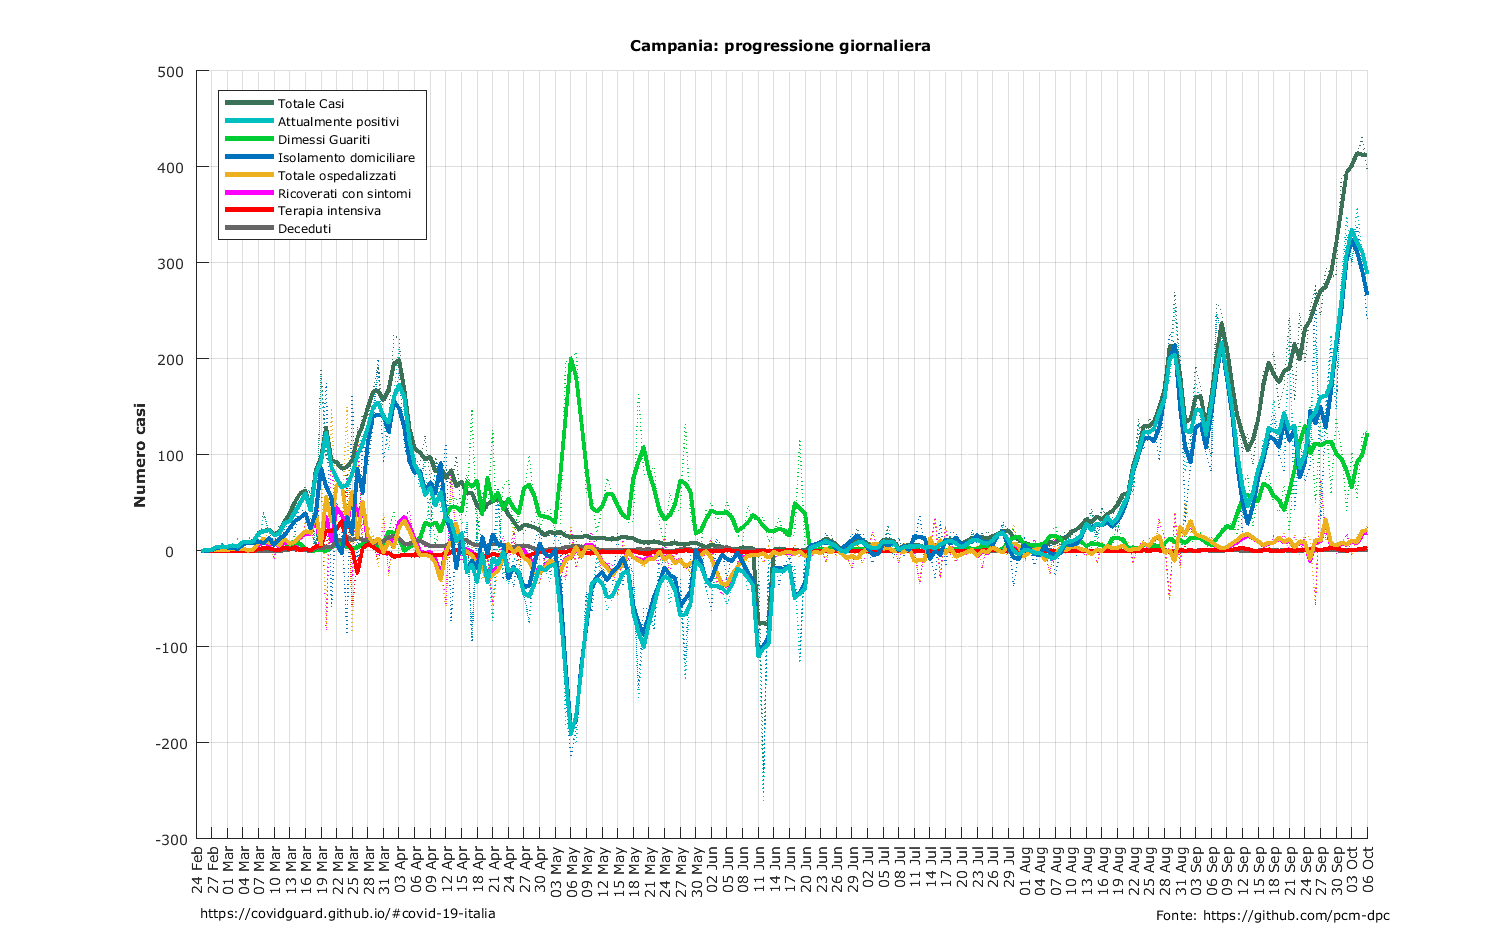 Campania: progressione giornaliera
500
400
300
200
100
0
-100
-200
-300
Numero casi
Totale Casi
Attualmente positivi
Dimessi Guariti
Isolamento domiciliare
Totale ospedalizzati
Ricoverati con sintomi
Terapia intensiva
Deceduti
24 Feb
27 Feb
01 Mar
04 Mar
07 Mar
10 Mar
13 Mar
16 Mar
19 Mar
22 Mar
25 Mar
28 Mar
31 Mar
03 Apr
06 Apr
09 Apr
12 Apr
15 Apr
18 Apr
21 Apr
24 Apr
27 Apr
30 Apr
03 May
06 May
09 May
12 May
15 May
18 May
21 May
24 May
27 May
30 May
02 Jun
05 Jun
08 Jun
11 Jun
14 Jun
17 Jun
20 Jun
23 Jun
26 Jun
29 Jun
02 Jul
05 Jul
08 Jul
11 Jul
14 Jul
17 Jul
20 Jul
23 Jul
26 Jul
29 Jul
01 Aug
04 Aug
07 Aug
10 Aug
13 Aug
16 Aug
19 Aug
22 Aug
25 Aug
28 Aug
31 Aug
03 Sep
06 Sep
09 Sep
12 Sep
15 Sep
18 Sep
21 Sep
24 Sep
27 Sep
30 Sep
03 Oct
06 Oct
https://covidguard.github.io/#covid-19-italia
Fonte: https://github.com/pcm-dpc